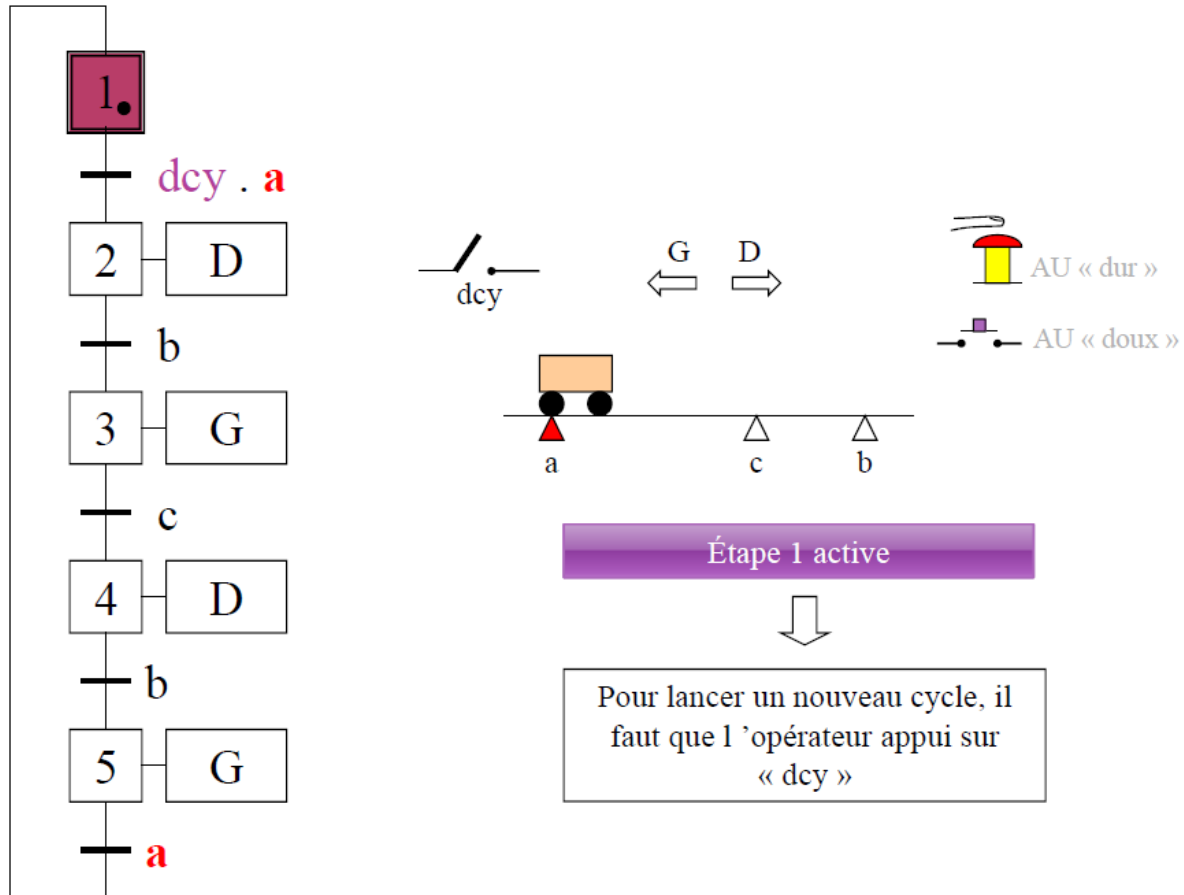 1
dcy . a
2 D
b
3 G
c
4 D
b
5 G
a
dcy
G D
AU « dur »
AU « doux »
a c b
Étape 1 active
Pour lancer un nouveau cycle, il
faut que l ’opérateur appui sur
« dcy »